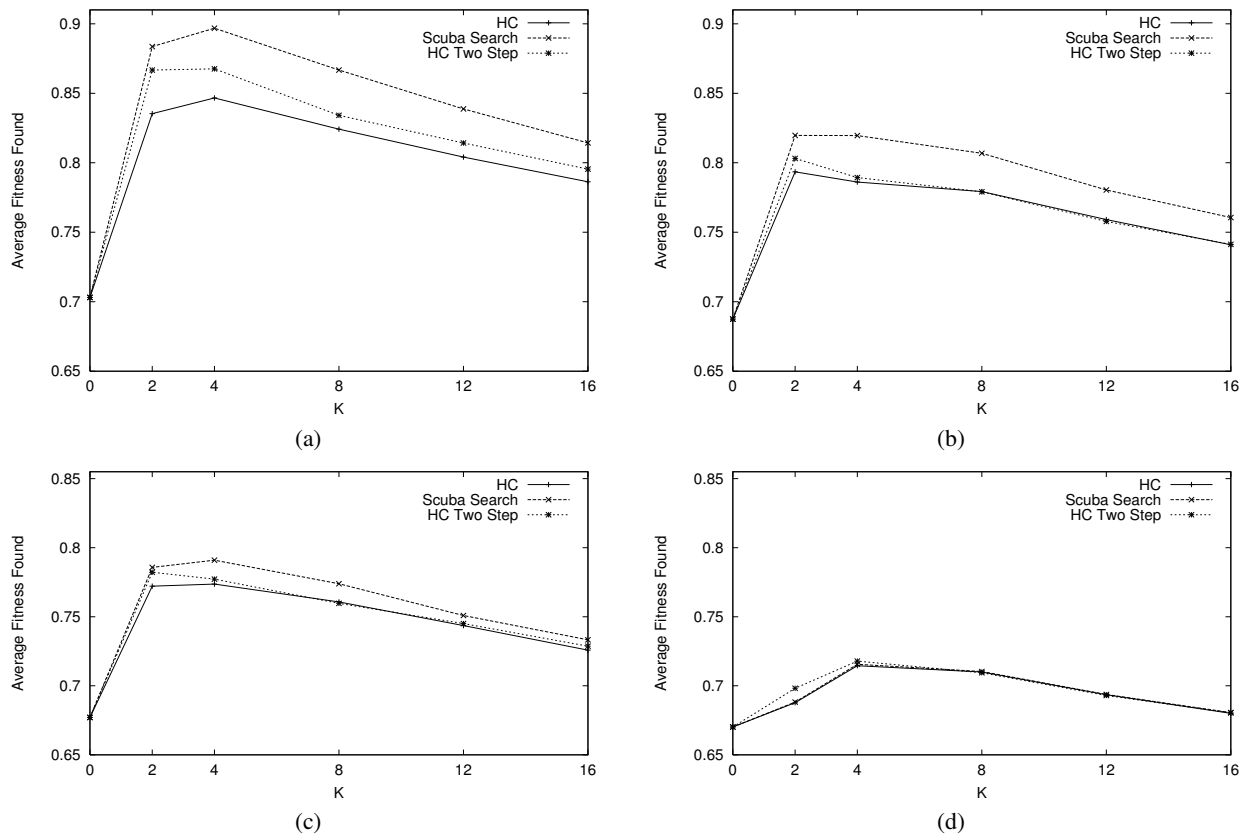 0.9
0.85
0.8
0.75
0.7
0.65
Average Fitness Found
HC
Scuba Search
HC Two Step
0 2 4 8 12 16
K
(a)
0.9
0.85
0.8
0.75
0.7
0.65
Average Fitness Found
HC
Scuba Search
HC Two Step
0 2 4 8 12 16
K
(b)
0.85
0.8
0.75
0.7
0.65
Average Fitness Found
HC
Scuba Search
HC Two Step
0 2 4 8 12 16
K
(c)
0.85
0.8
0.75
0.7
0.65
Average Fitness Found
HC
Scuba Search
HC Two Step
0 2 4 8 12 16
K
(d)